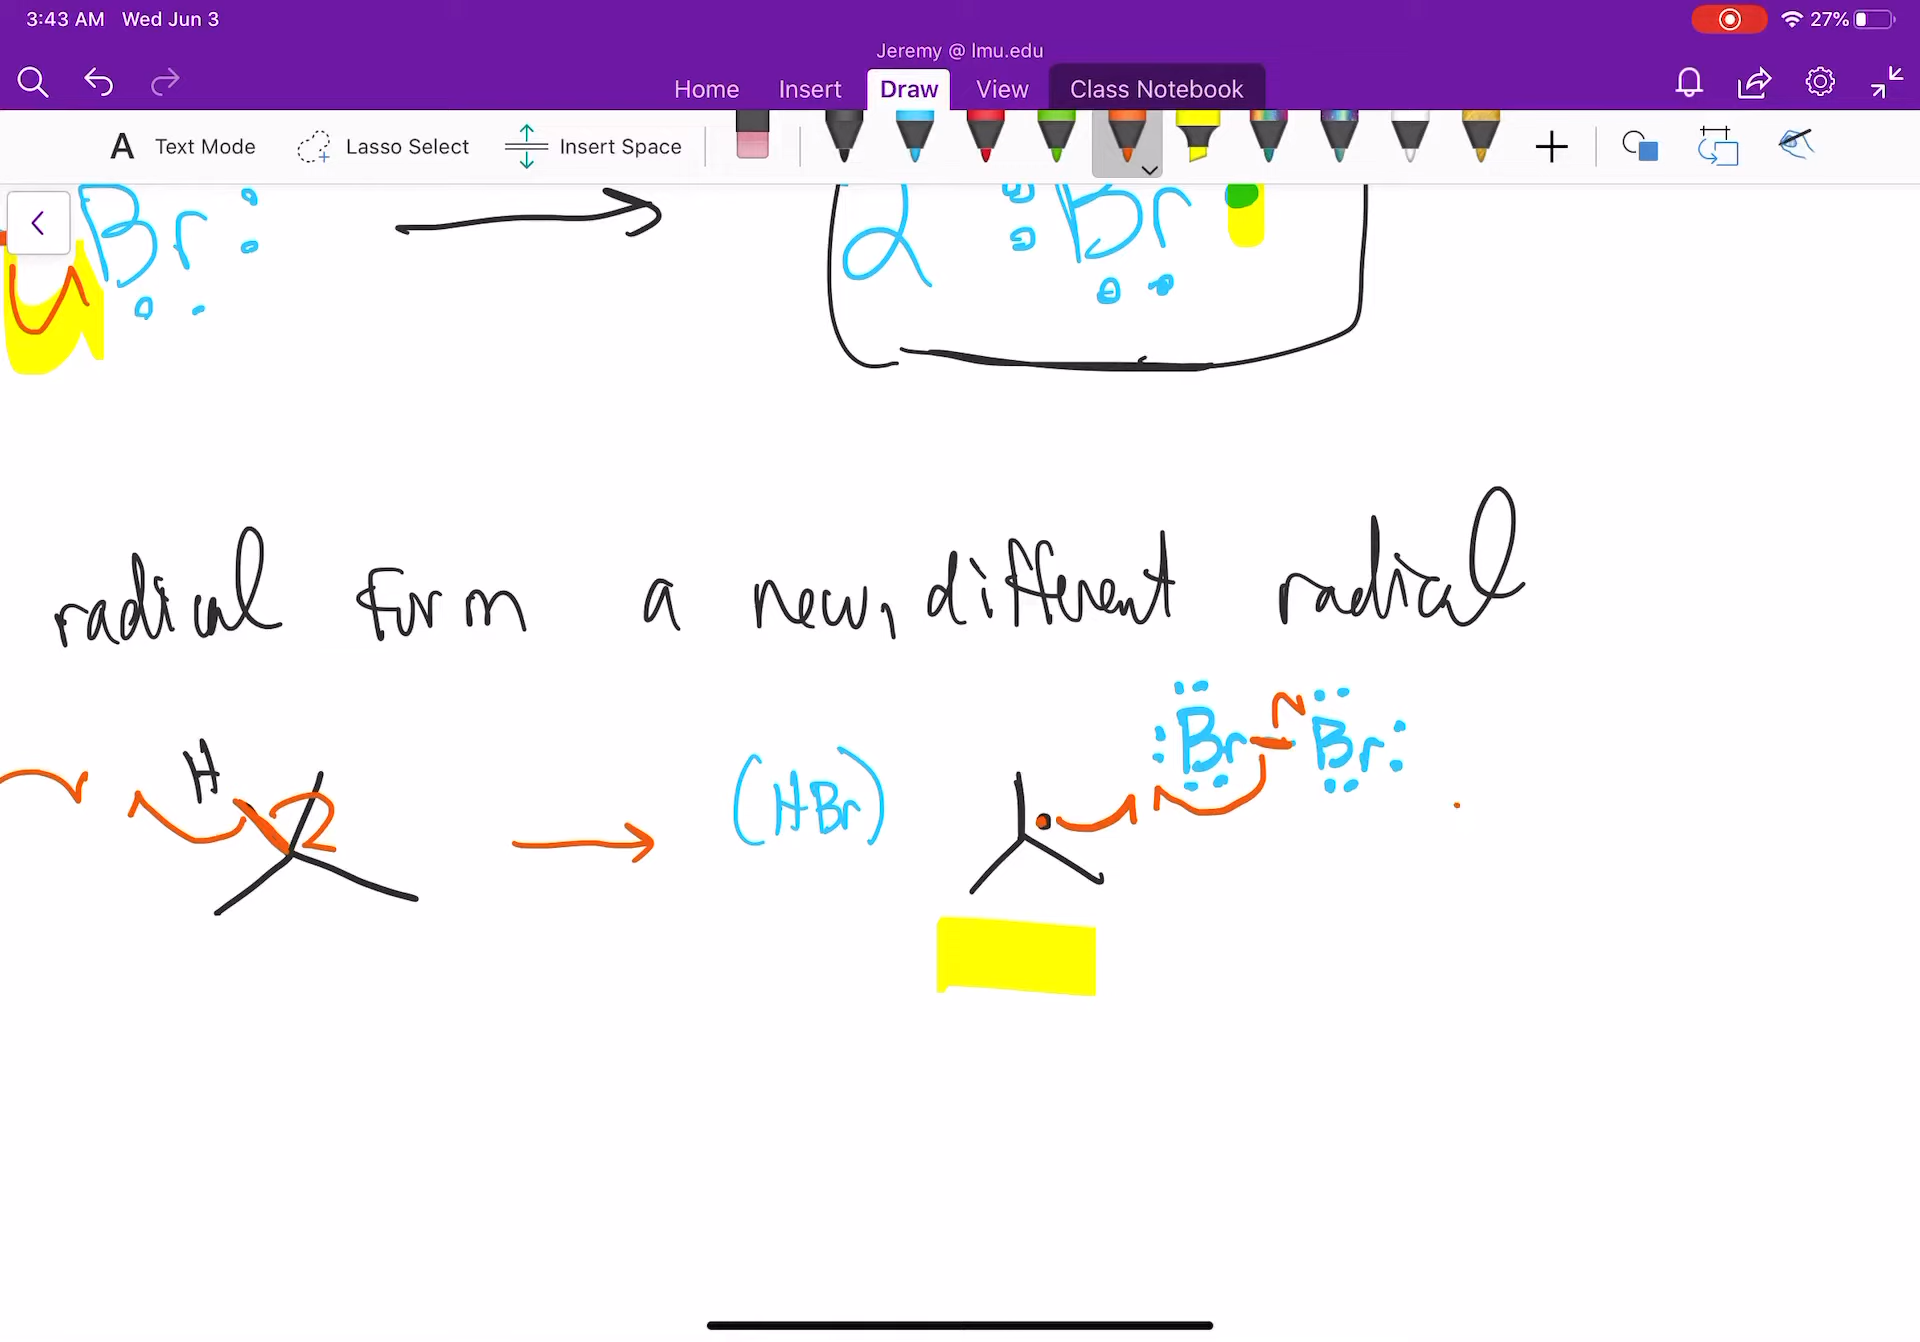 3:43 AM Wed Jun 3
27%
Jeremy @ lmu.edu
Home Insert Draw View Class Notebook
A Text Mode Lasso Select Insert Space
Br: 2 :Br
radical form a new, different radical
:Br-Br:
H (HBr)